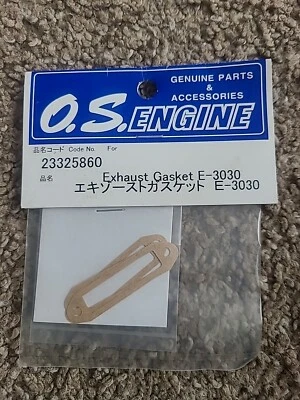 GENUINE PARTS
&
ACCESSORIES
O.S. ENGINE
品名コード Code No. For
23325860
品名 Exhaust Gasket E-3030
エキゾーストガスケット E-3030